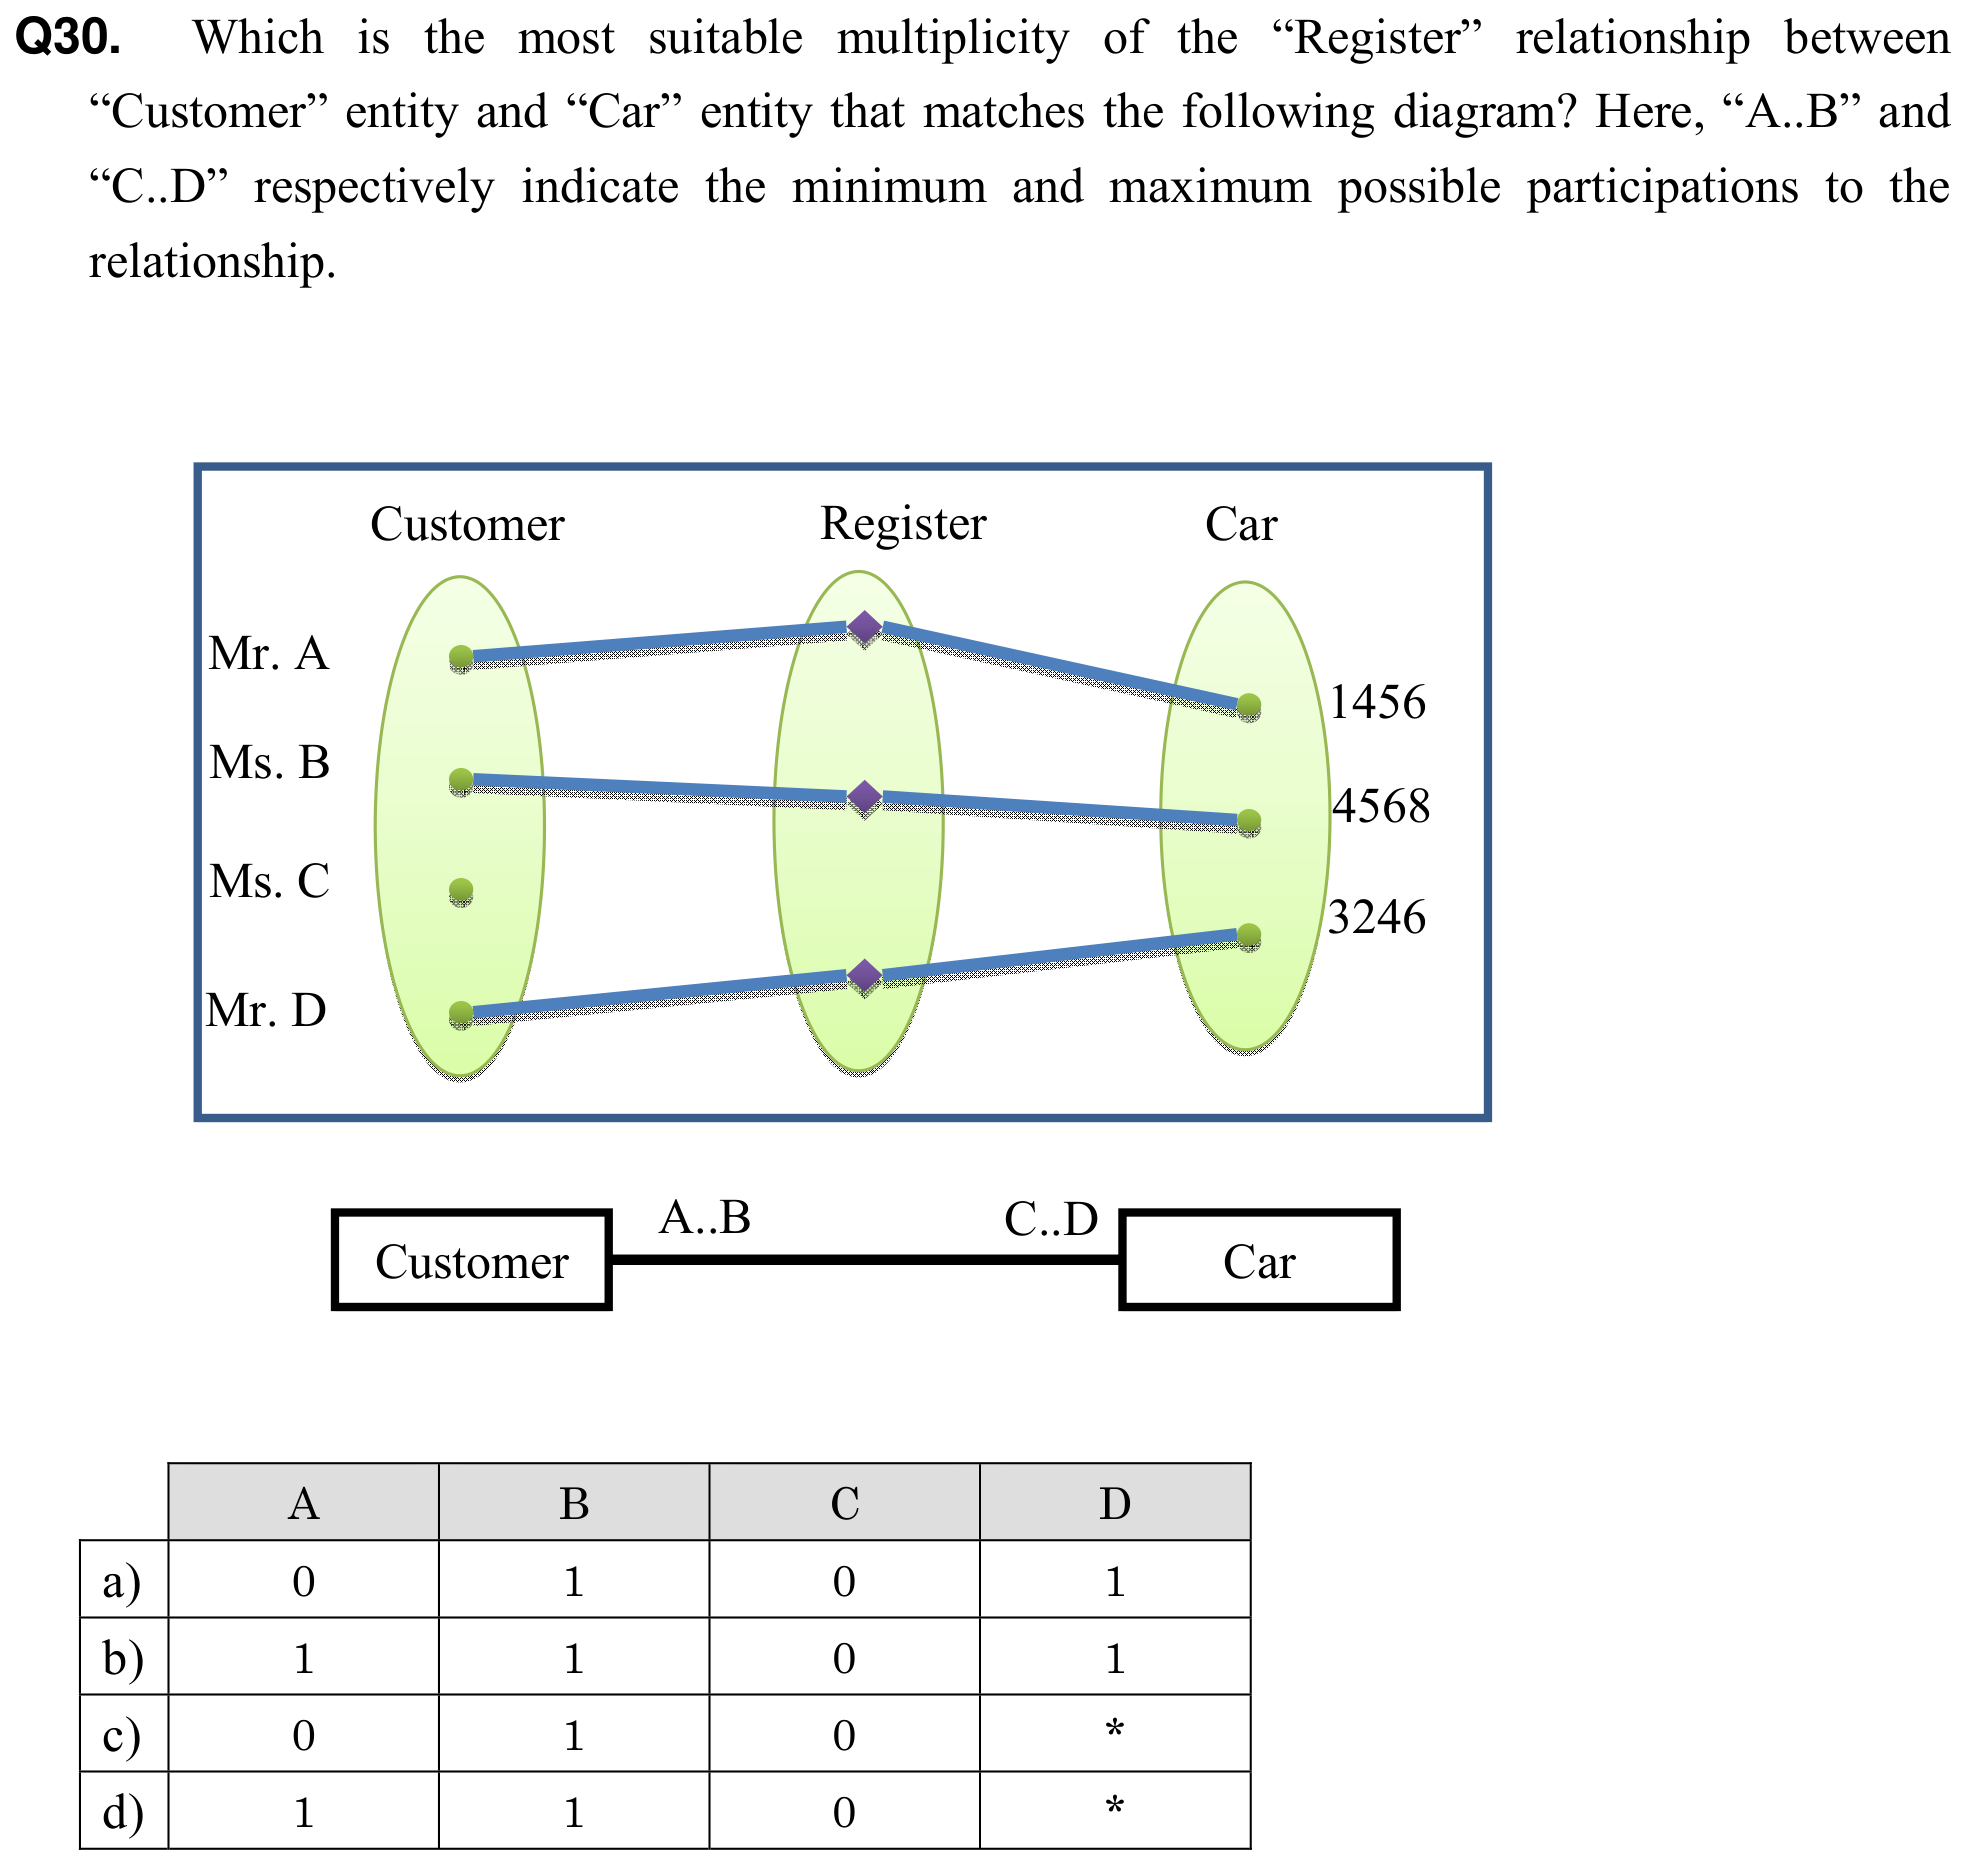 Q30. Which is the most suitable multiplicity of the “Register” relationship between
“Customer” entity and “Car” entity that matches the following diagram? Here, “A..B” and
“C..D” respectively indicate the minimum and maximum possible participations to the
relationship.
Customer Register Car
Mr. A
1456
Ms. B
4568
Ms. C
3246
Mr. D
A..B C..D
Customer Car
A B C D
a) 0 1 0 1
b) 1 1 0 1
c) 0 1 0 *
d) 1 1 0 *